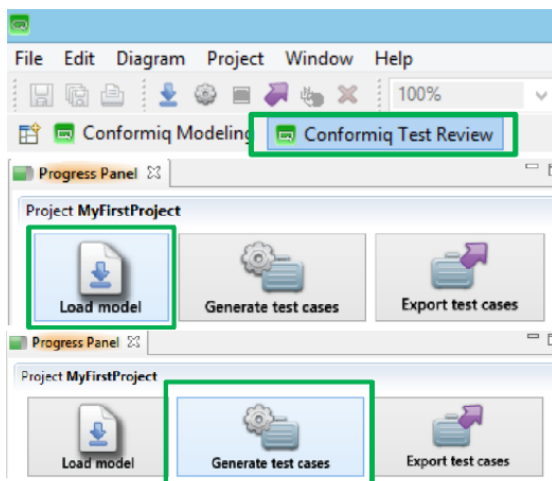 File Edit Diagram Project Window Help
100%
Conformiq Modeling Conformiq Test Review
Progress Panel
Project MyFirstProject
Load model Generate test cases Export test cases
Progress Panel
Project MyFirstProject
Load model Generate test cases Export test cases